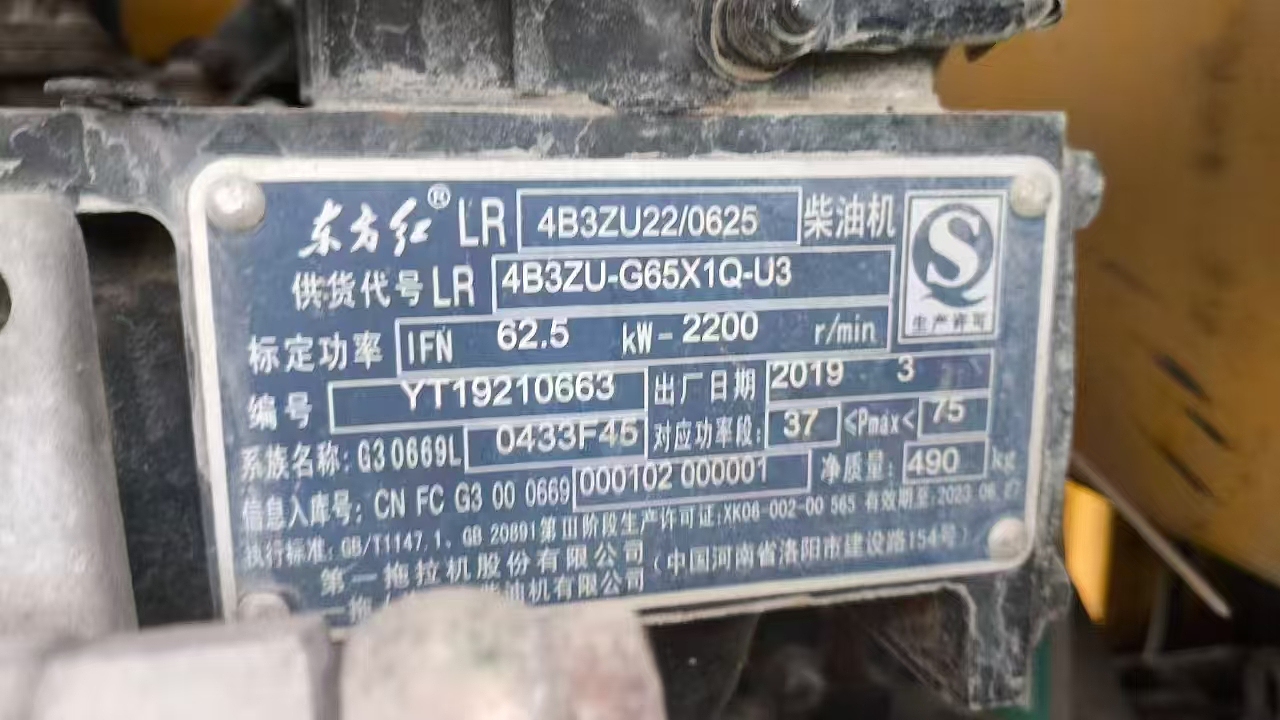 东方红® LR 4B3ZU22/0625 柴油机
供货代号 LR 4B3ZU-G65X1Q-U3
S
生产许可
标定功率 IFN 62.5 kW-2200 r/min
编号 YT19210663 出厂日期 2019 3
系族名称: G30669L 0433F45 对应功率段: 37 ≤Pmax< 75
信息入库号: CN FC G3 00 0669 000102 000001 净质量: 490 kg
执行标准: GB/T1147.1、GB 20891第III阶段生产许可证:XK06-002-00 565 有效期至:2023.06.27
第一拖拉机股份有限公司 (中国河南省洛阳市建设路154号)
一拖 柴油机有限公司